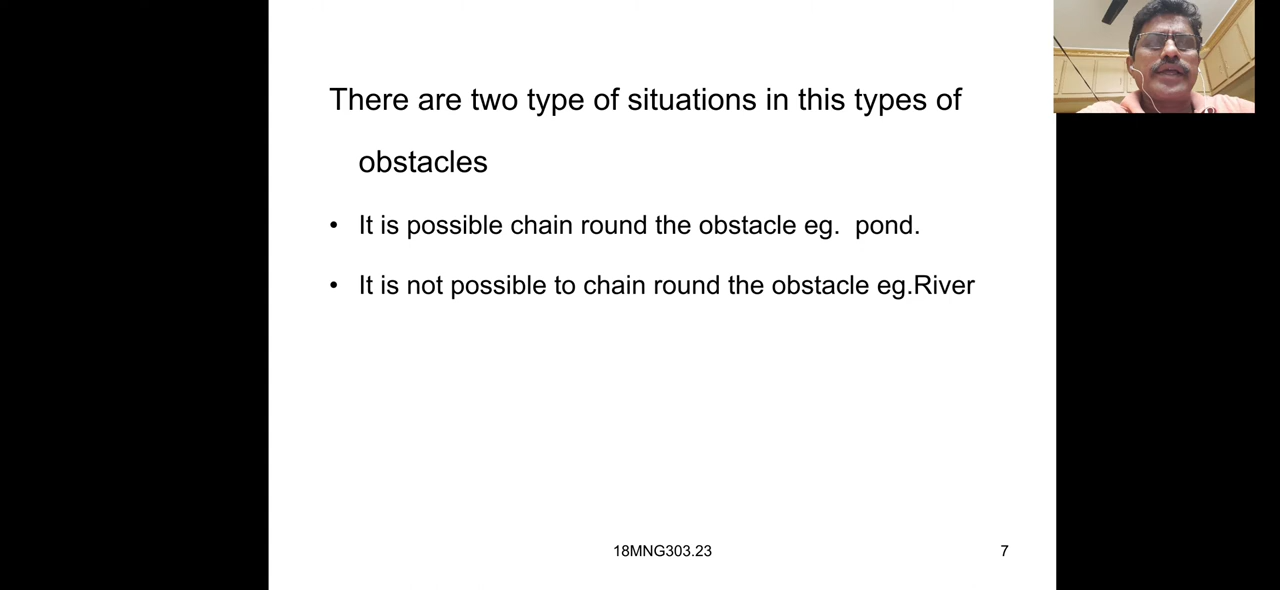 There are two type of situations in this types of
obstacles
• It is possible chain round the obstacle eg. pond.
• It is not possible to chain round the obstacle eg.River
18MNG303.23
7